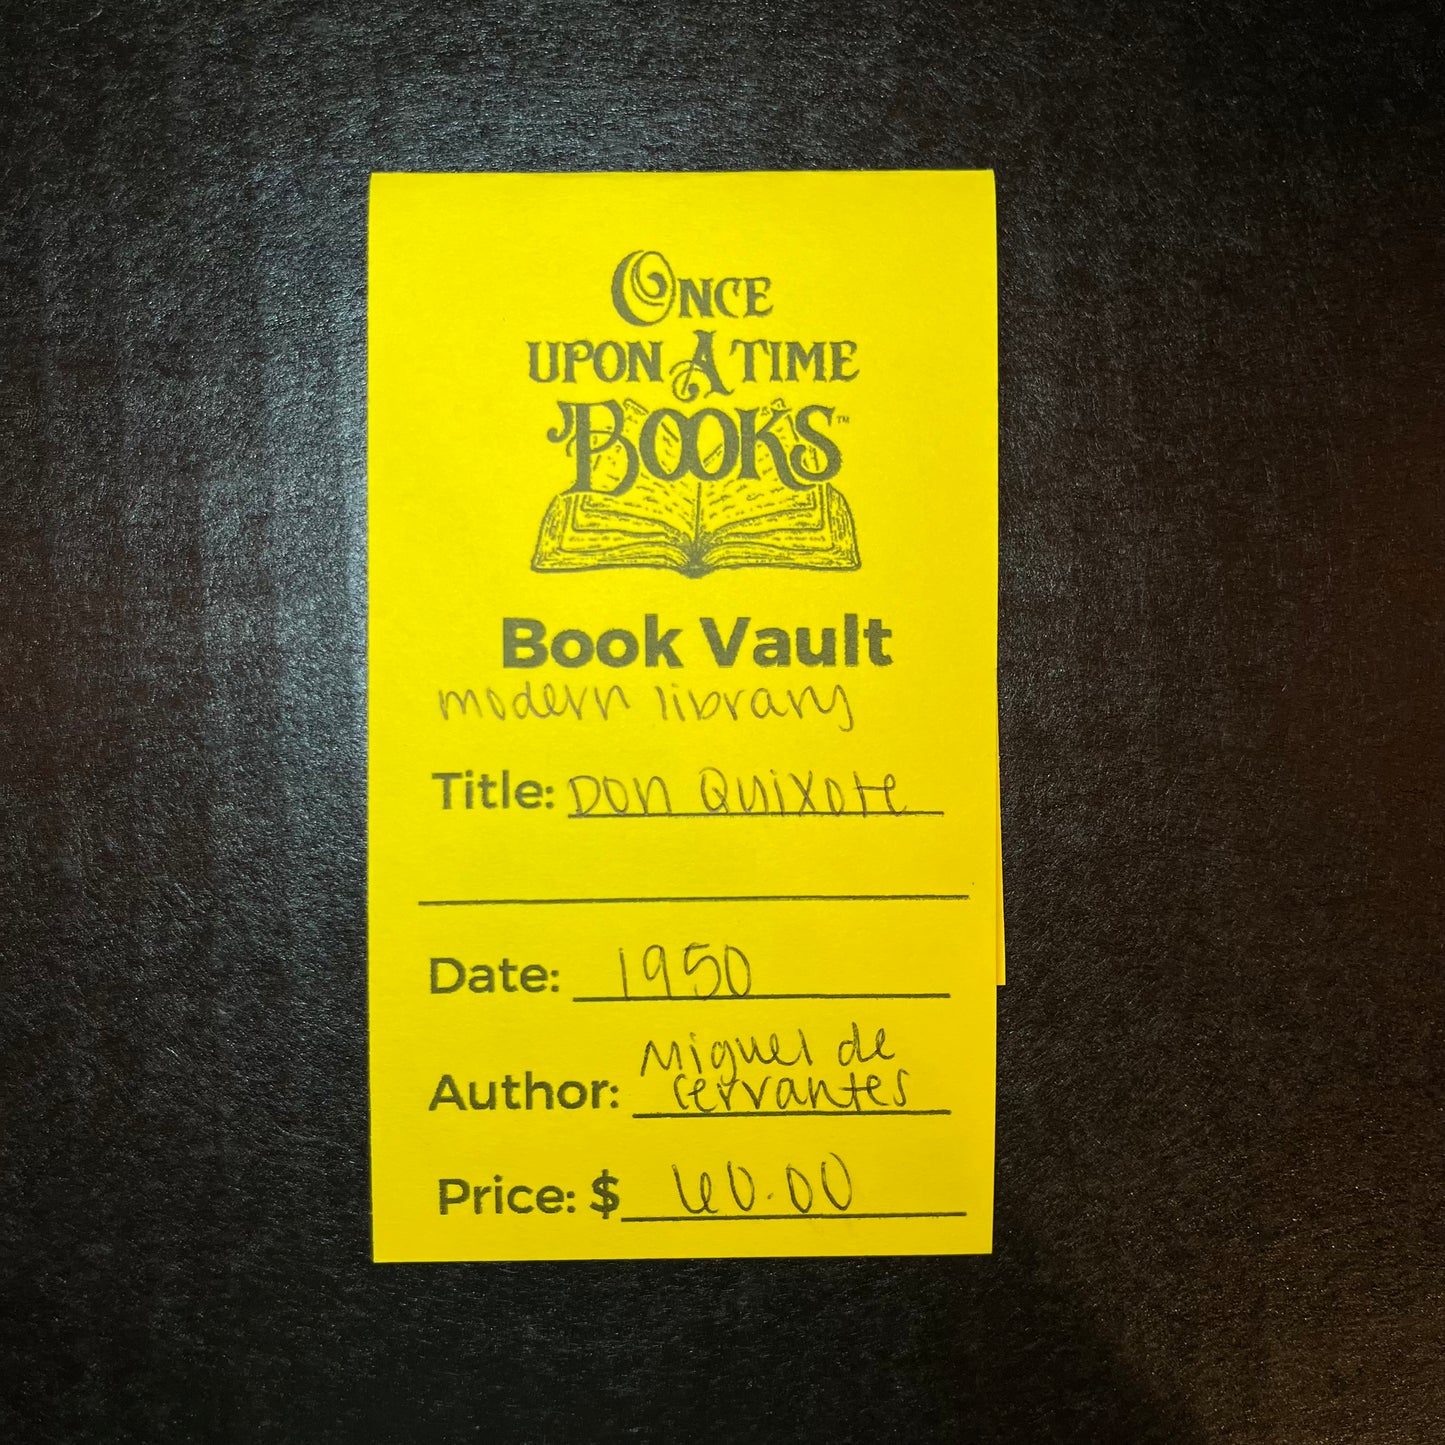 ONCE
UPON A TIME
BOOKS™
Book Vault
modern library
Title: Don Quixote
Date: 1950
Author: Miguel de
Cervantes
Price: $ 60.00